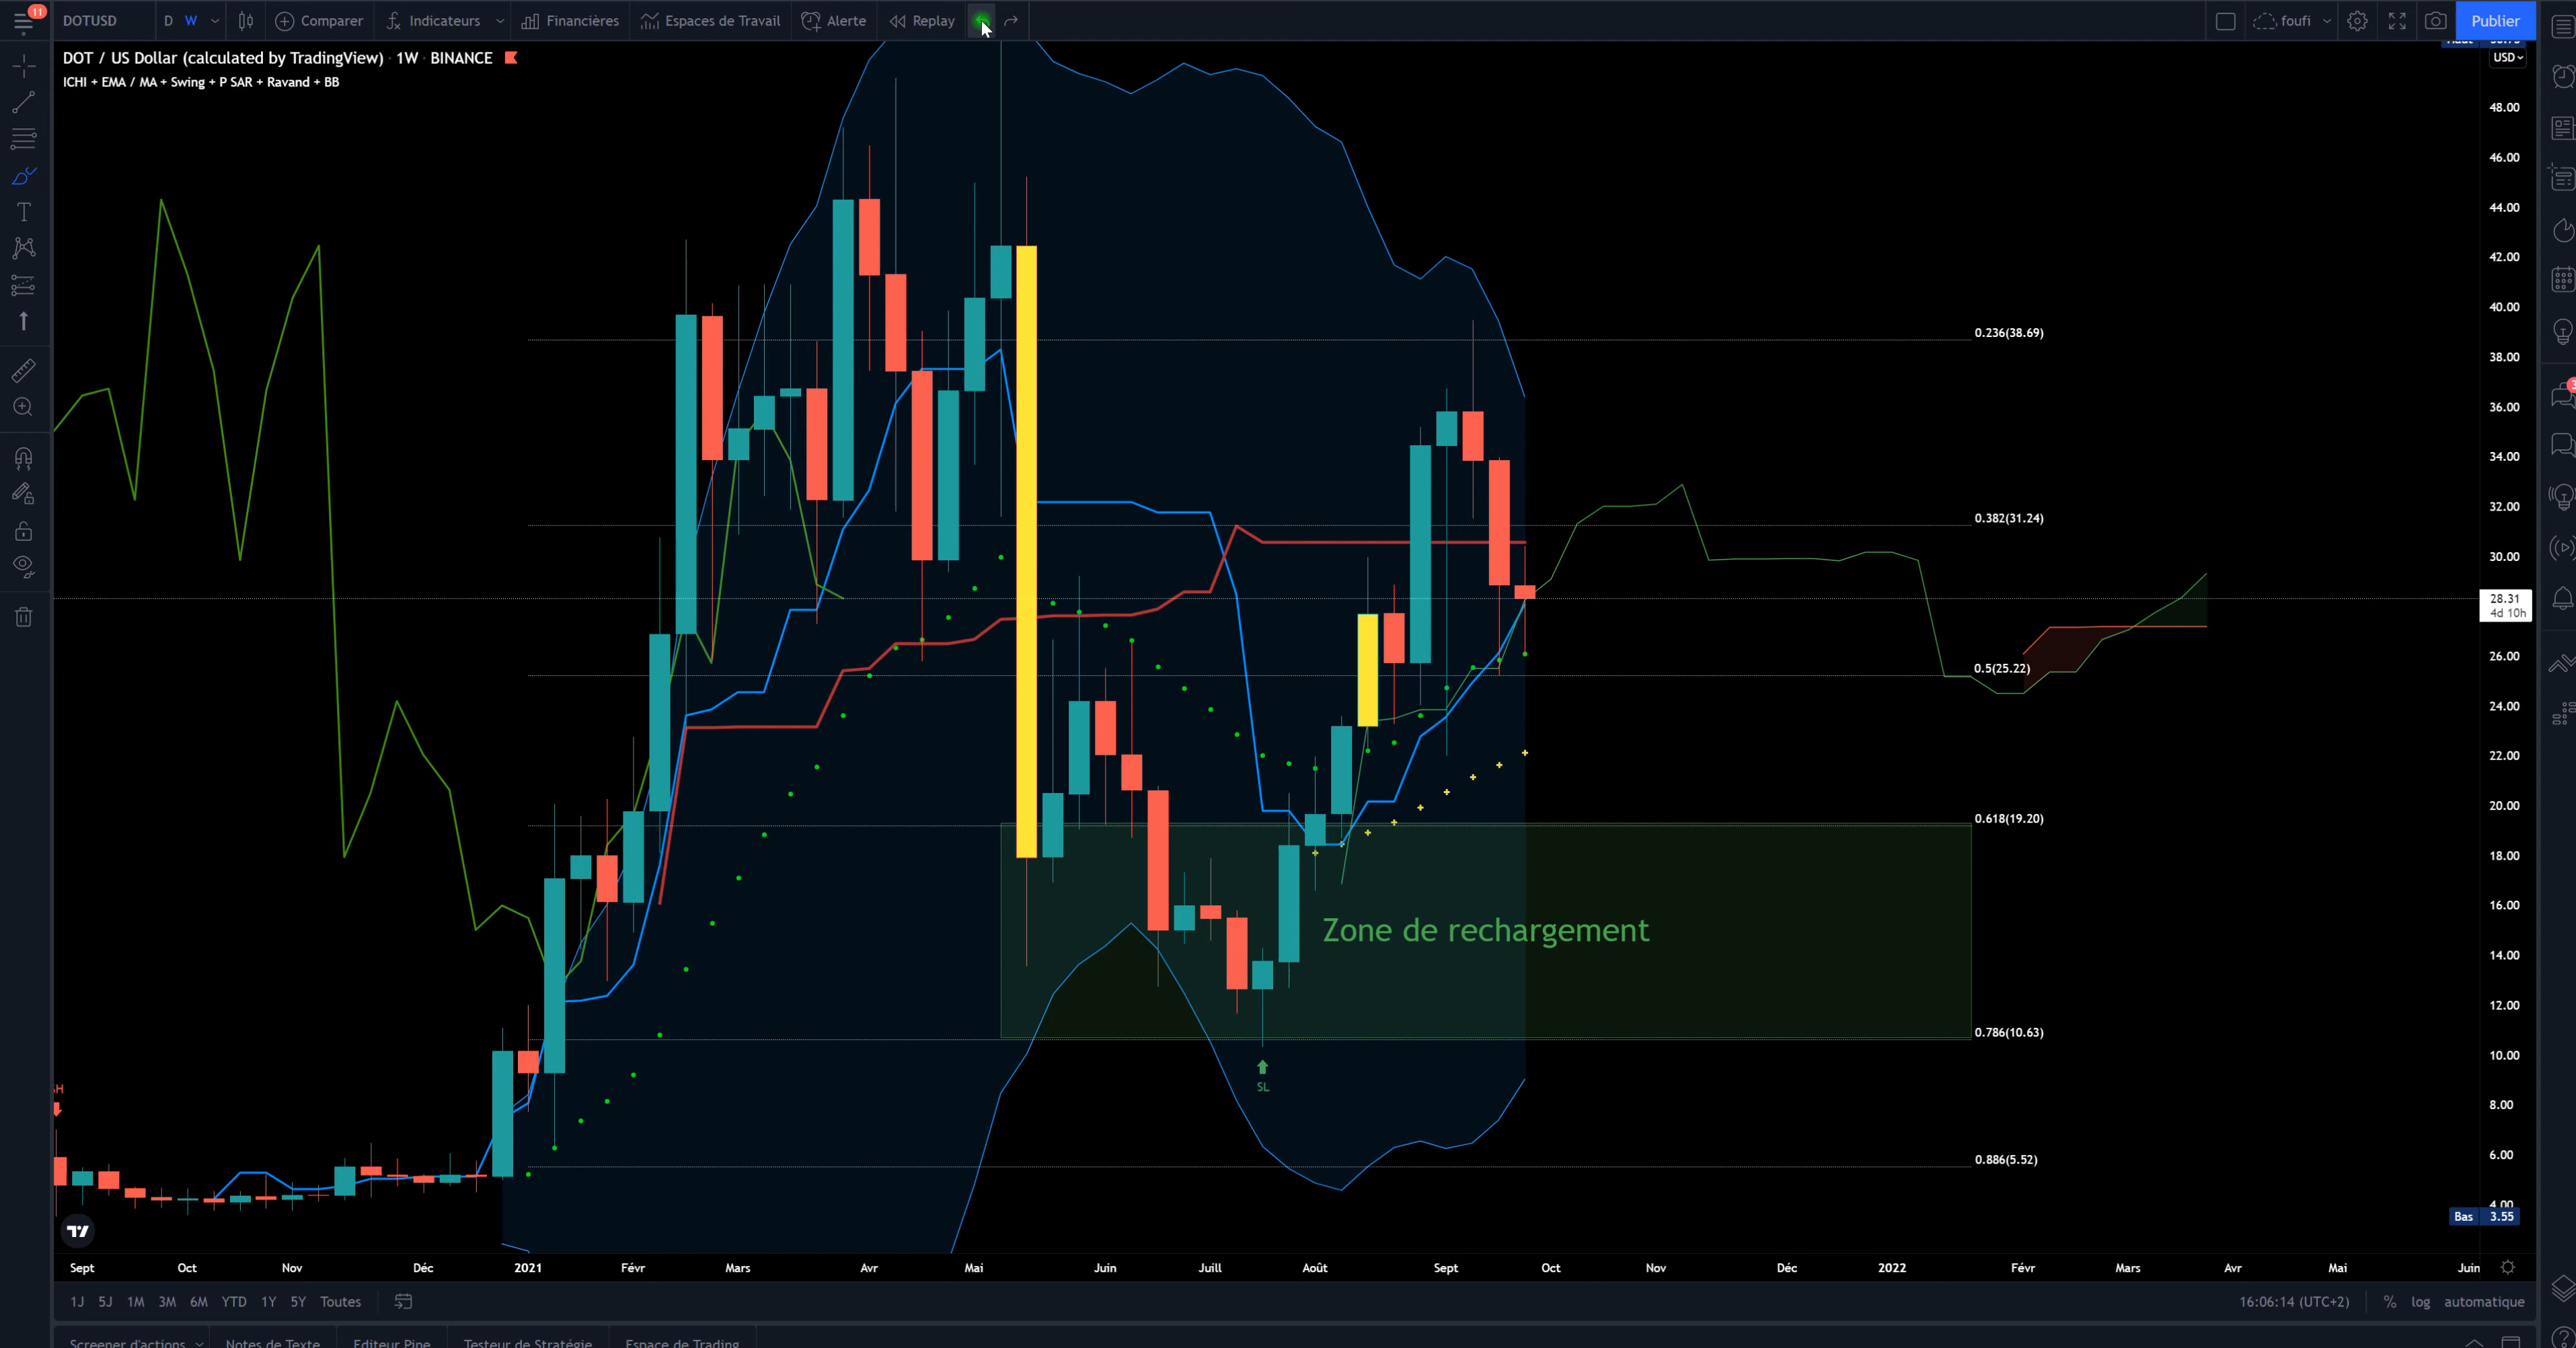 11
DOTUSD
D
W
Comparer
Indicateurs
Financières
Espaces de Travail
Alerte
Replay
foufi
Publier
DOT / US Dollar (calculated by TradingView) · 1W · BINANCE
ICHI + EMA / MA + Swing + P SAR + Ravand + BB
USD
48.00
46.00
44.00
42.00
40.00
0.236(38.69)
38.00
36.00
34.00
32.00
0.382(31.24)
30.00
28.31
4d 10h
26.00
0.5(25.22)
24.00
22.00
20.00
0.618(19.20)
18.00
16.00
Zone de rechargement
14.00
12.00
0.786(10.63)
10.00
SL
8.00
0.886(5.52)
6.00
4.00
Bas 3.55
Sept Oct Nov Déc 2021 Févr Mars Avr Mai Juin Juill Août Sept Oct Nov Déc 2022 Févr Mars Avr Mai Juin
1J 5J 1M 3M 6M YTD 1Y 5Y Toutes
16:06:14 (UTC+2) % log automatique
Screener d'actions Notes de Texte Editeur Pine Testeur de Stratégie Espace de Trading